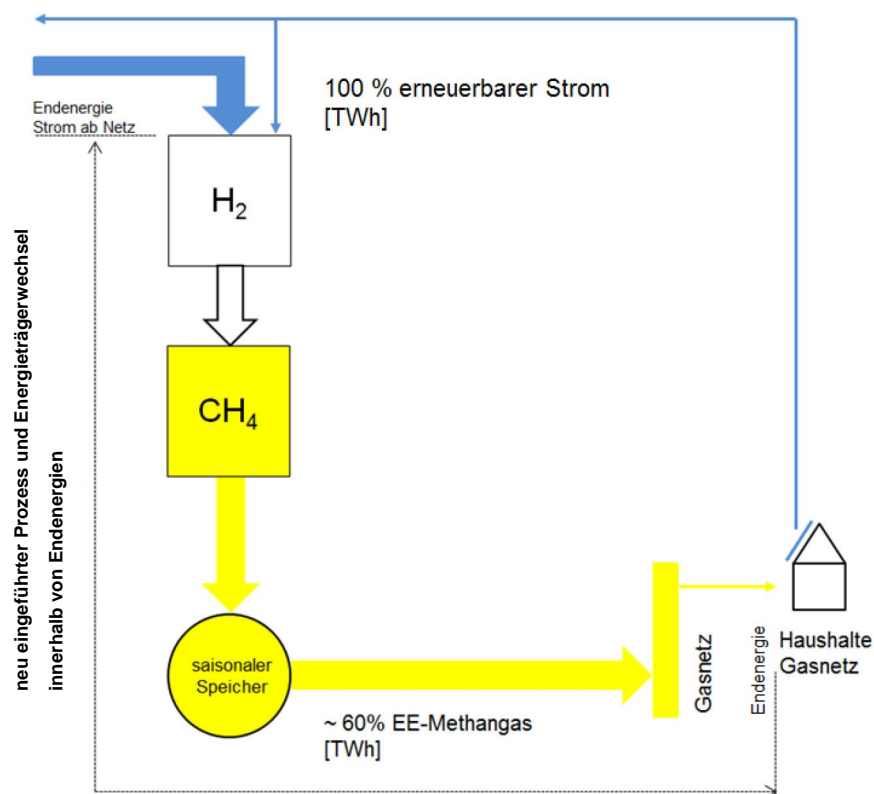 100 % erneuerbarer Strom
[TWh]
Endenergie
Strom ab Netz
H₂
CH₄
neu eingeführter Prozess und Energieträgerwechsel
innerhalb von Endenergien
saisonaler
Speicher
~ 60% EE-Methangas
[TWh]
Gasnetz
Endenergie
Haushalte
Gasnetz